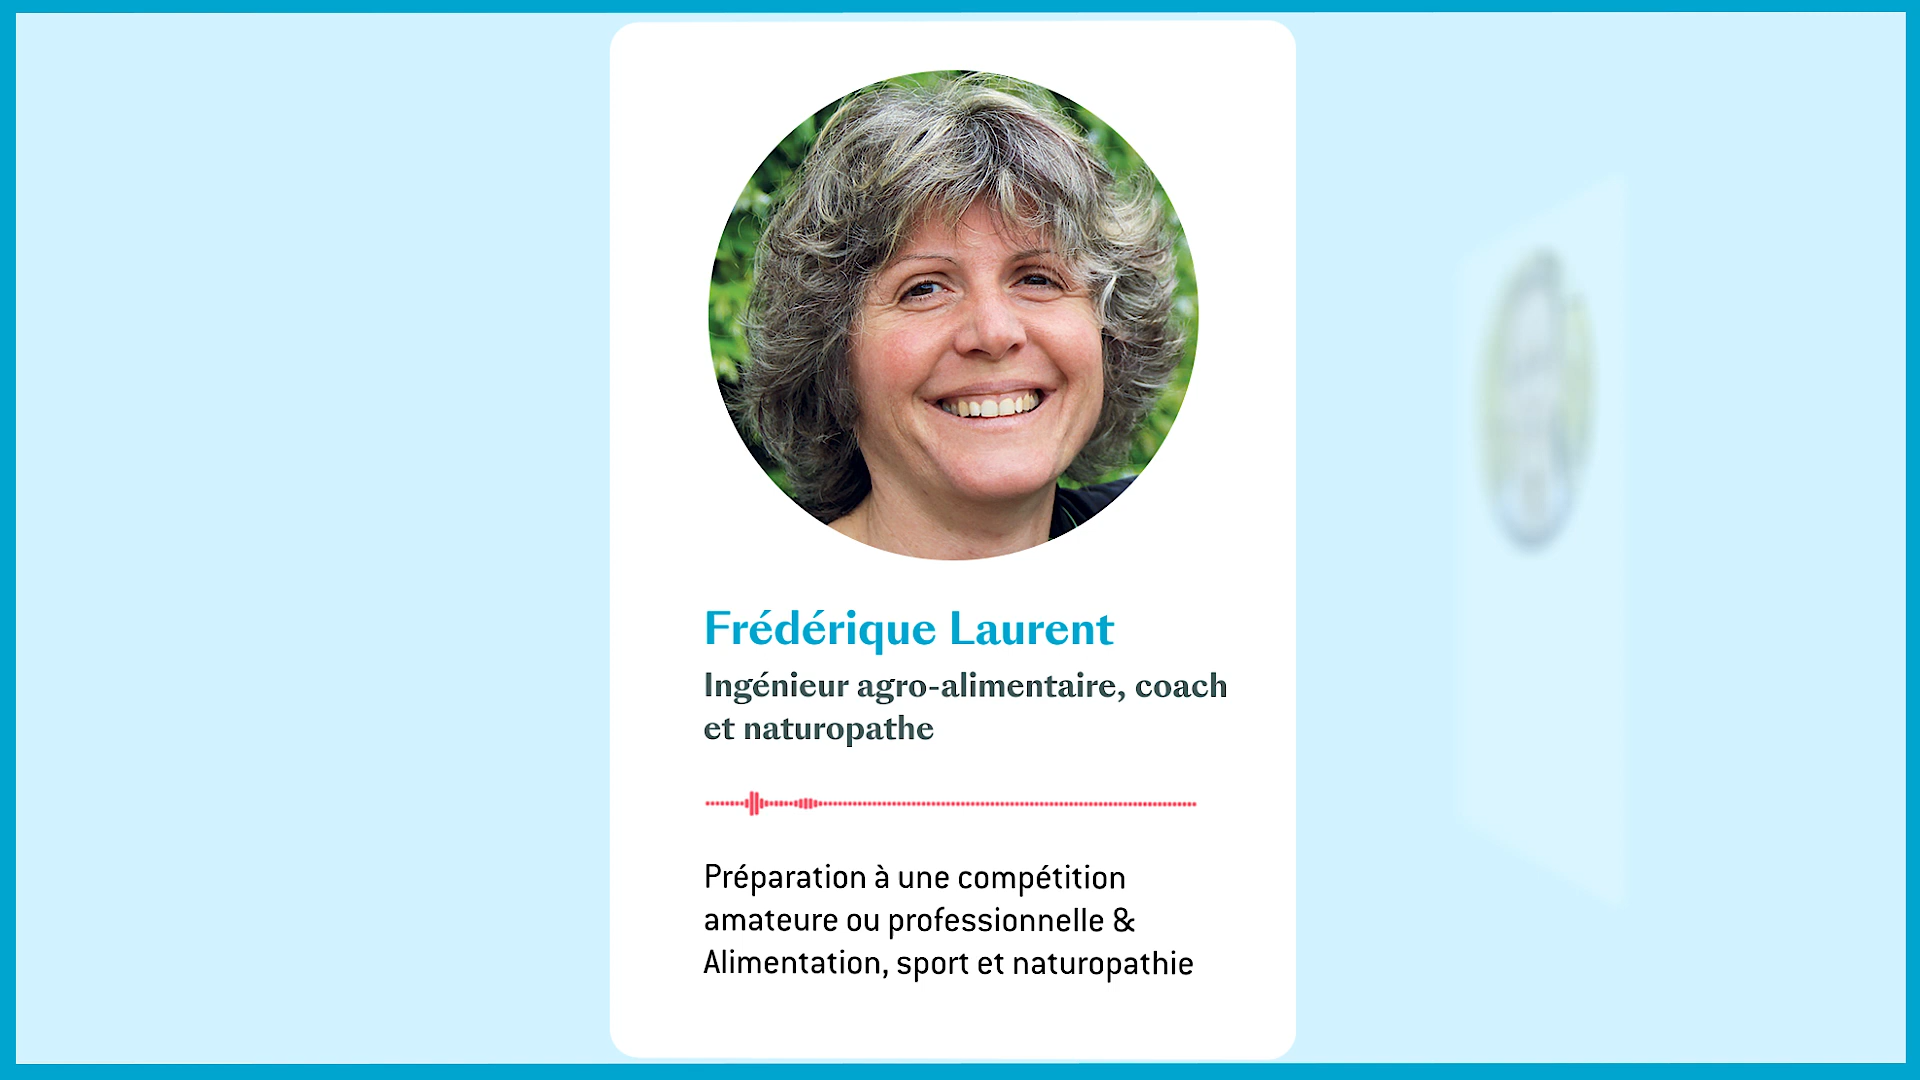 Frédérique Laurent
Ingénieur agro-alimentaire, coach
et naturopathe
Préparation à une compétition
amateure ou professionnelle &
Alimentation, sport et naturopathie